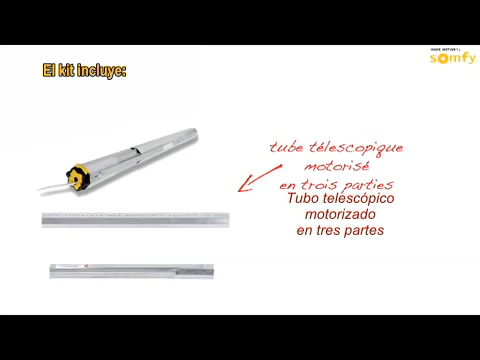 HOME MOTION BY
somfy.
El kit incluye:
tube télescopique
motorisé
en trois parties
Tubo telescópico
motorizado
en tres partes